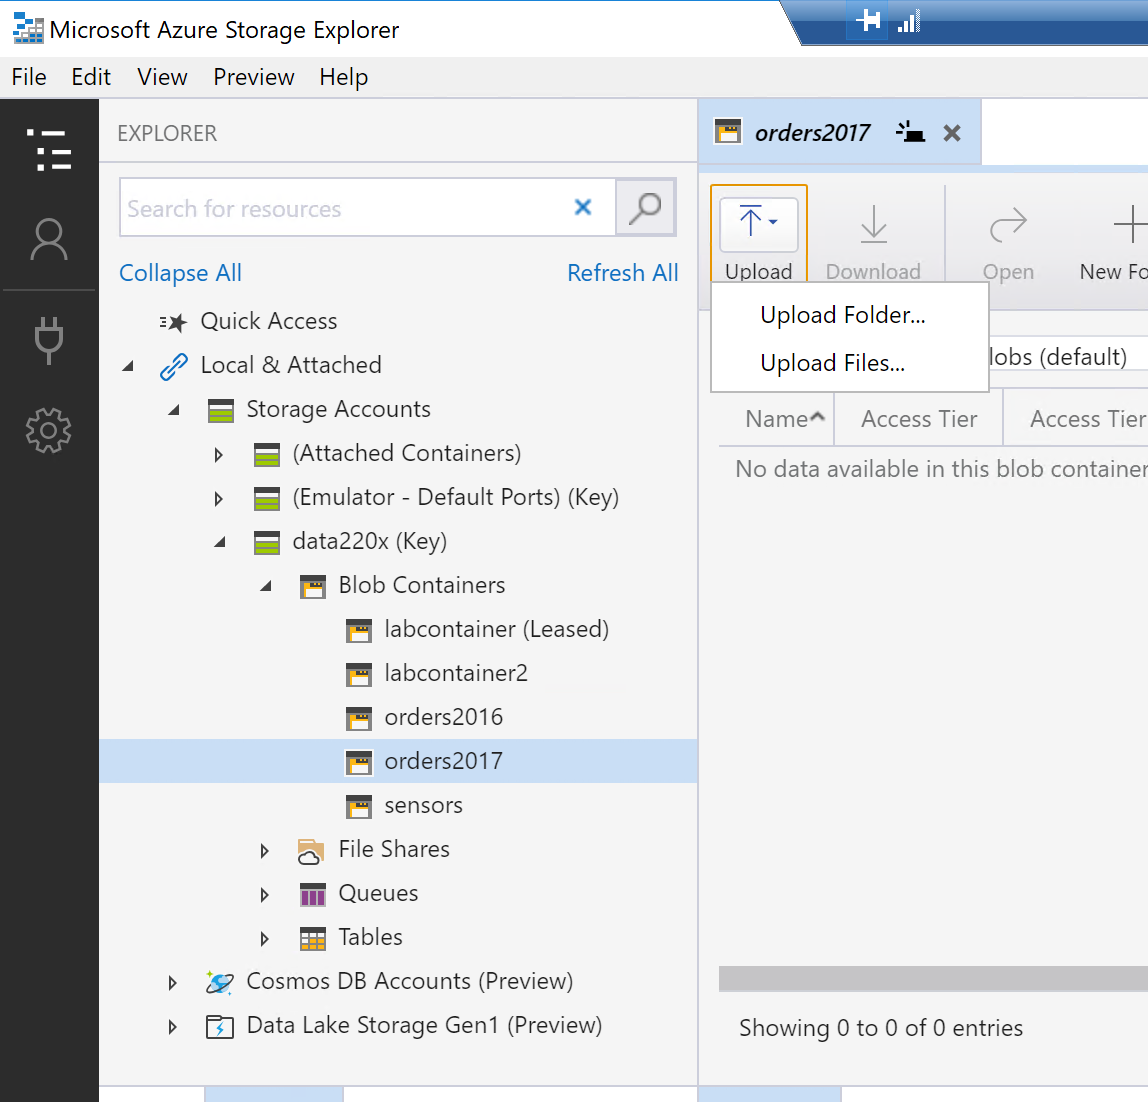 Microsoft Azure Storage Explorer
File Edit View Preview Help
EXPLORER
Search for resources
Collapse All
Refresh All
Quick Access
Local & Attached
Storage Accounts
(Attached Containers)
(Emulator - Default Ports) (Key)
data220x (Key)
Blob Containers
labcontainer (Leased)
labcontainer2
orders2016
orders2017
sensors
File Shares
Queues
Tables
Cosmos DB Accounts (Preview)
Data Lake Storage Gen1 (Preview)
orders2017
Upload Download Open New Fo
Upload Folder...
Upload Files...
lobs (default)
Name Access Tier Access Tier
No data available in this blob container
Showing 0 to 0 of 0 entries